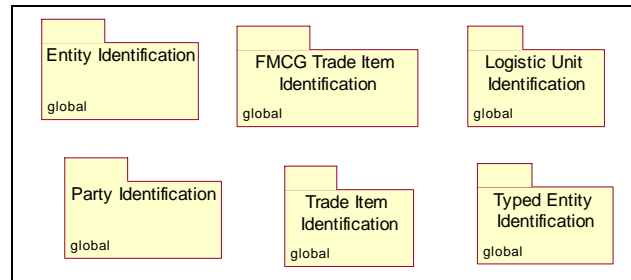 Entity Identification
global
FMCG Trade Item
Identification
global
Logistic Unit
Identification
global
Party Identification
global
Trade Item
Identification
global
Typed Entity
Identification
global